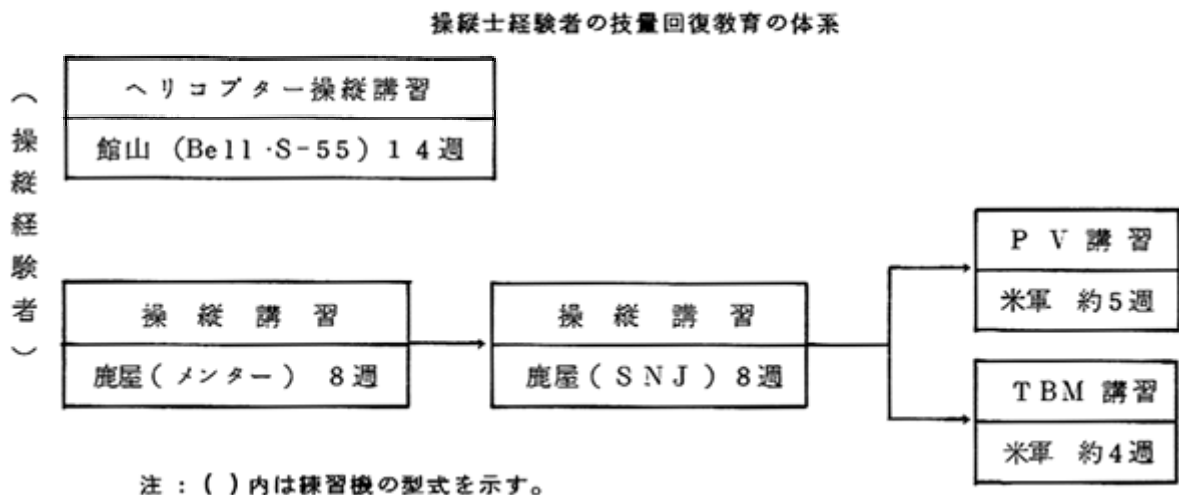 操縦士経験者の技量回復教育の体系
（操縦経験者）
ヘリコプター操縦講習
館山 (Bell・S-55) 14週
操縦講習
鹿屋(メンター) 8週
操縦講習
鹿屋(SNJ) 8週
PV講習
米軍 約5週
TBM講習
米軍 約4週
注：( )内は練習機の型式を示す。